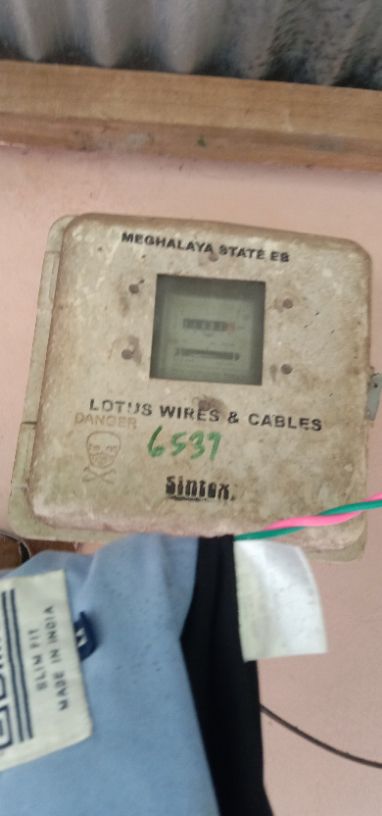 MEGHALAYA STATE EB
LOTUS WIRES & CABLES
DANGER
6537
Sintex
SLIM FIT
MADE IN INDIA
M